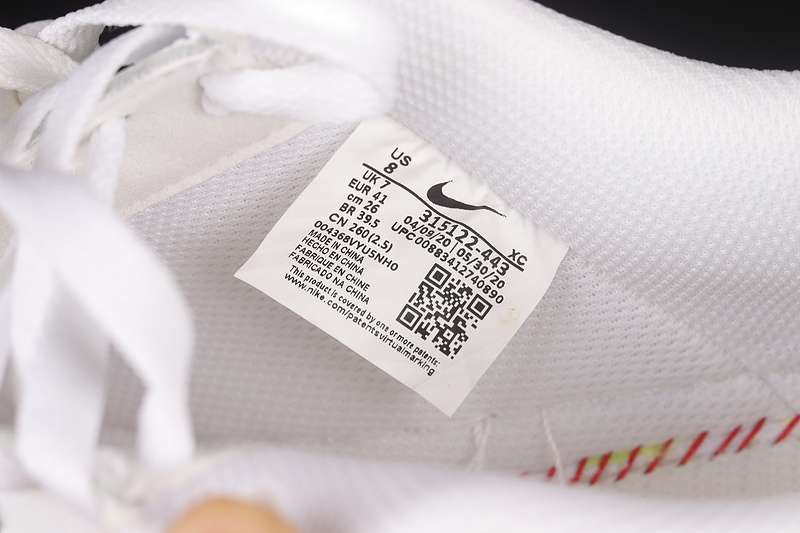 US
8
UK 7
EUR 41
cm 26
BR 39.5
CN 260(2.5)
315122 443
XC
04/09/20 | 05/30/20
UPC00883412740890
004368VYU5NH0
MADE IN CHINA
HECHO EN CHINA
FABRIQUE EN CHINE
FABRICADO NA CHINA
This product is covered by one or more patents:
www.nike.com/patentsvirtualmarking